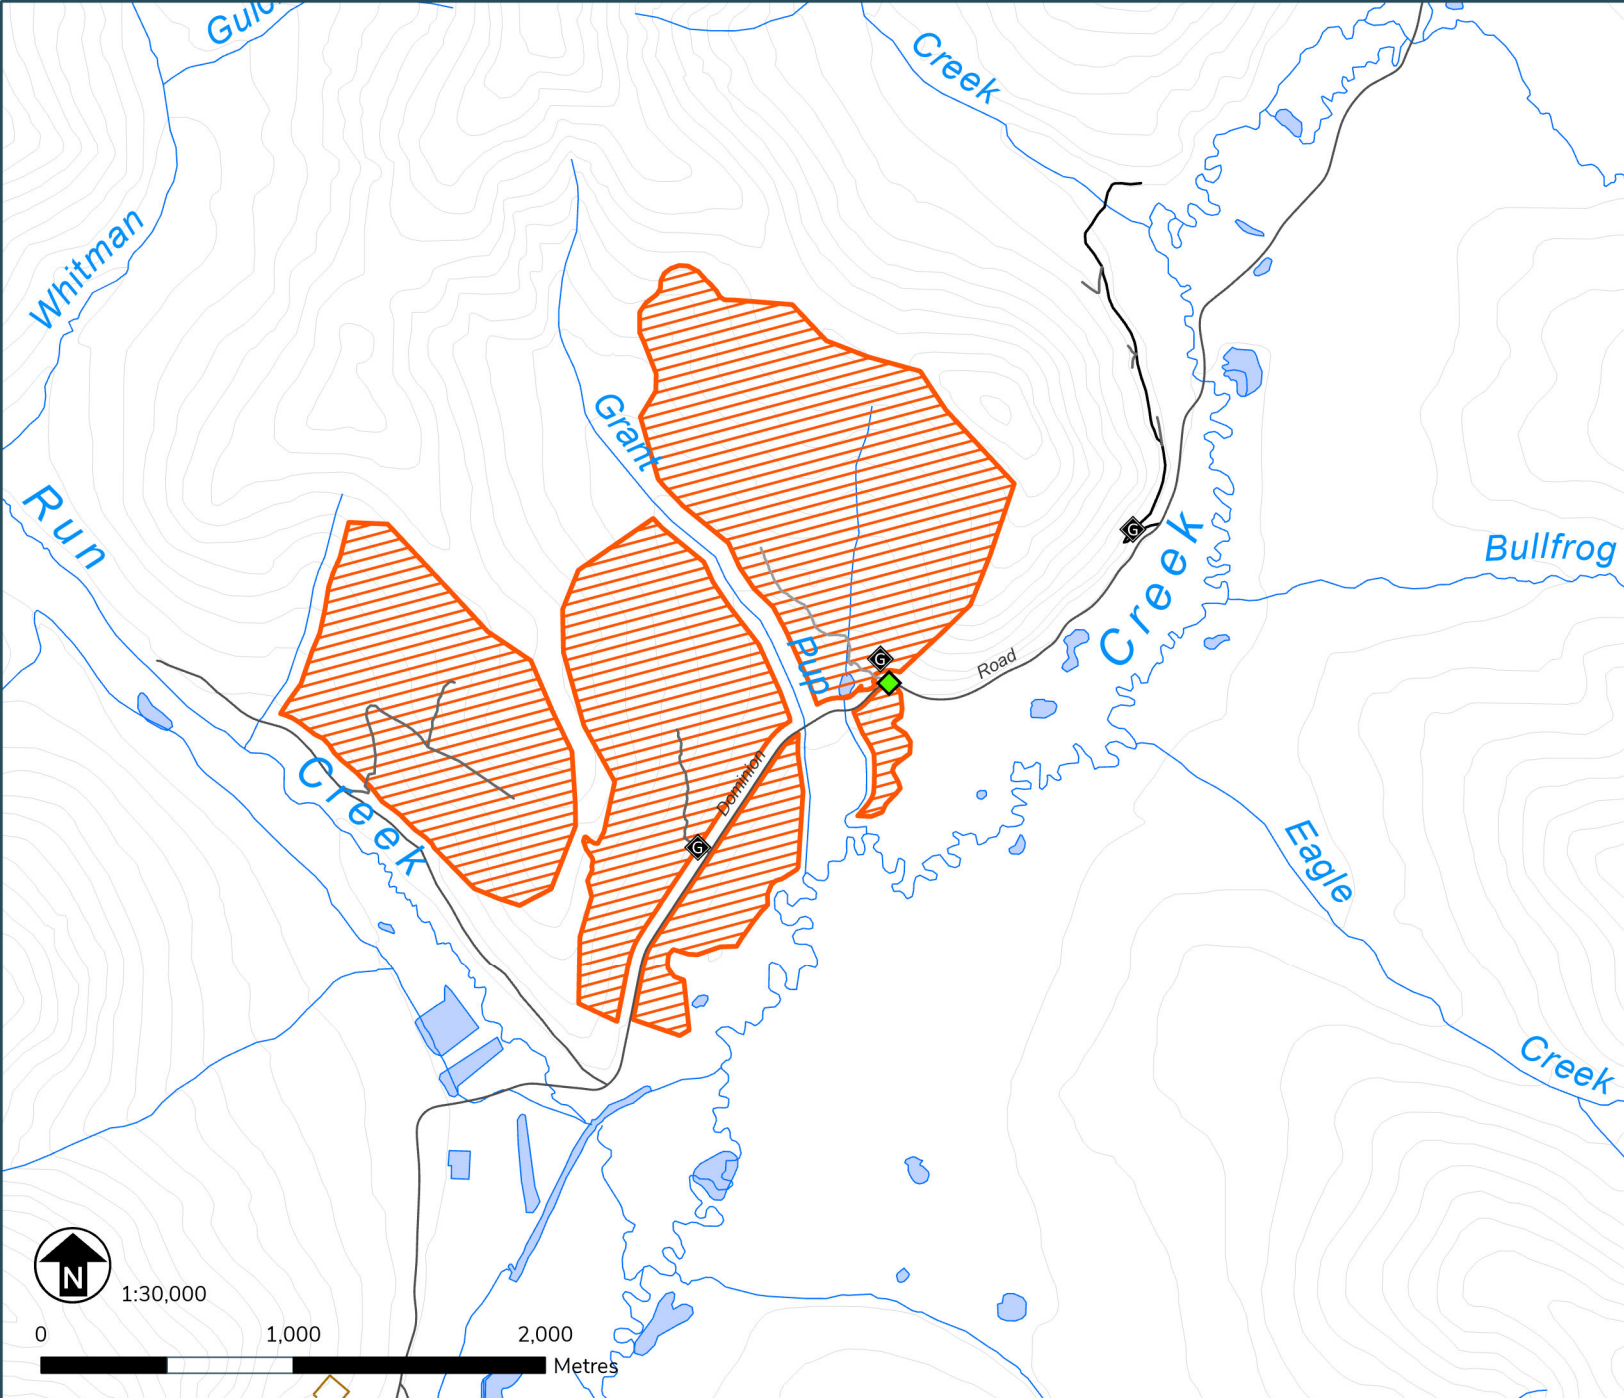 Creek
Whitman
Grant
Run
G
Creek
Bullfrog
Pup
G
Road
Creek
Dominion
G
Eagle
Creek
N
1:30,000
0 1,000 2,000
Metres